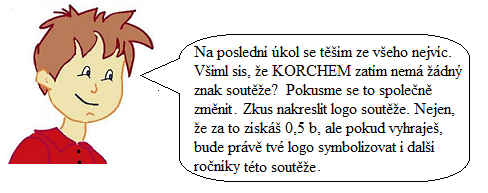 Na poslední úkol se těším ze všeho nejvíc.
Všiml sis, že KORCHEM zatím nemá žádný
znak soutěže? Pokusme se to společně
změnit. Zkus nakreslit logo soutěže. Nejen,
že za to získáš 0,5 b, ale pokud vyhraješ,
bude právě tvé logo symbolizovat i další
ročníky této soutěže.